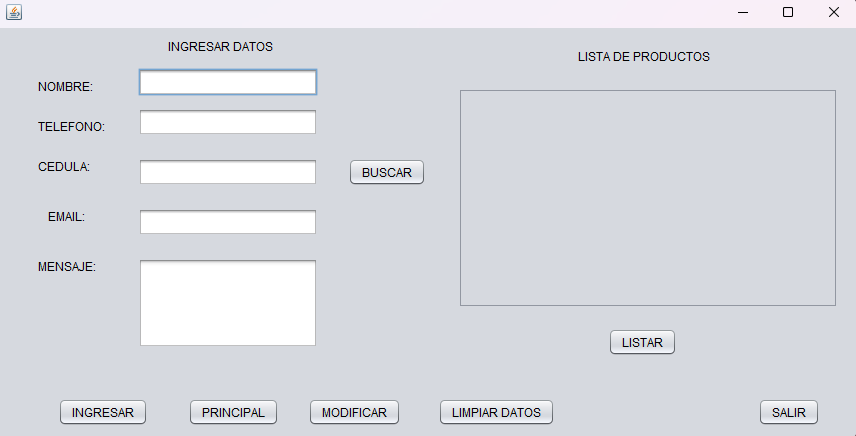 INGRESAR DATOS
LISTA DE PRODUCTOS
NOMBRE:
TELEFONO:
CEDULA:
BUSCAR
EMAIL:
MENSAJE:
LISTAR
INGRESAR
PRINCIPAL
MODIFICAR
LIMPIAR DATOS
SALIR